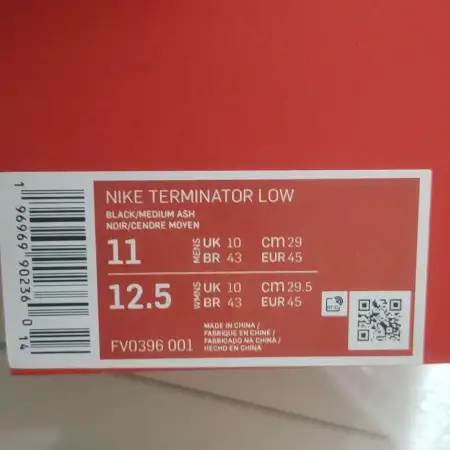 NIKE TERMINATOR LOW
BLACK/MEDIUM ASH
NOIR/CENDRE MOYEN
11 MENS UK 10 CM 29
BR 43 EUR 45
12.5 WMNS UK 10 CM 29.5
BR 43 EUR 45
MADE IN CHINA /
FABRIQUE EN CHINE /
FABRICADO NA CHINA /
HECHO EN CHINA
FV0396 001
1 96969 90236 0 14